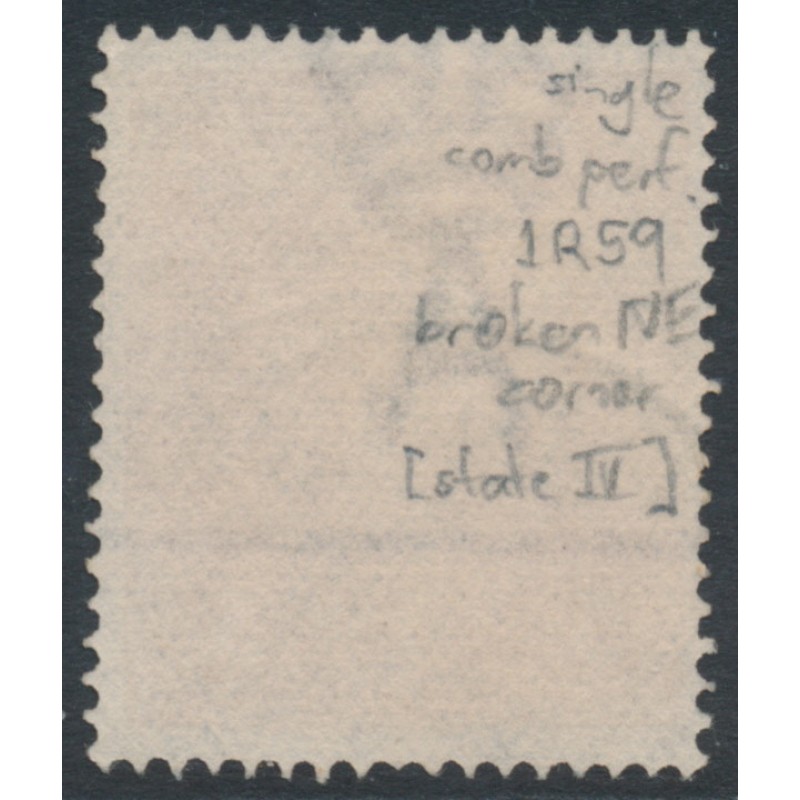 single
comb perf.
1R59
broken NE
corner
[state IV]